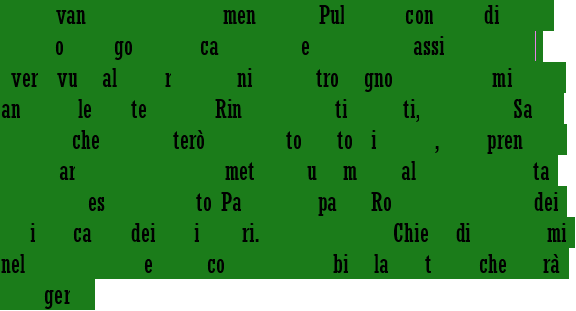 van men Pul con di
o go ca e assi
ver vu al r ni tro gno mi
an le te Rin ti ti, Sa
che terò to to i , pren
ar met u m al ta
es to Pa pa Ro dei
i ca dei i ri. Chie di mi
nel e co bi la t che rà
ger